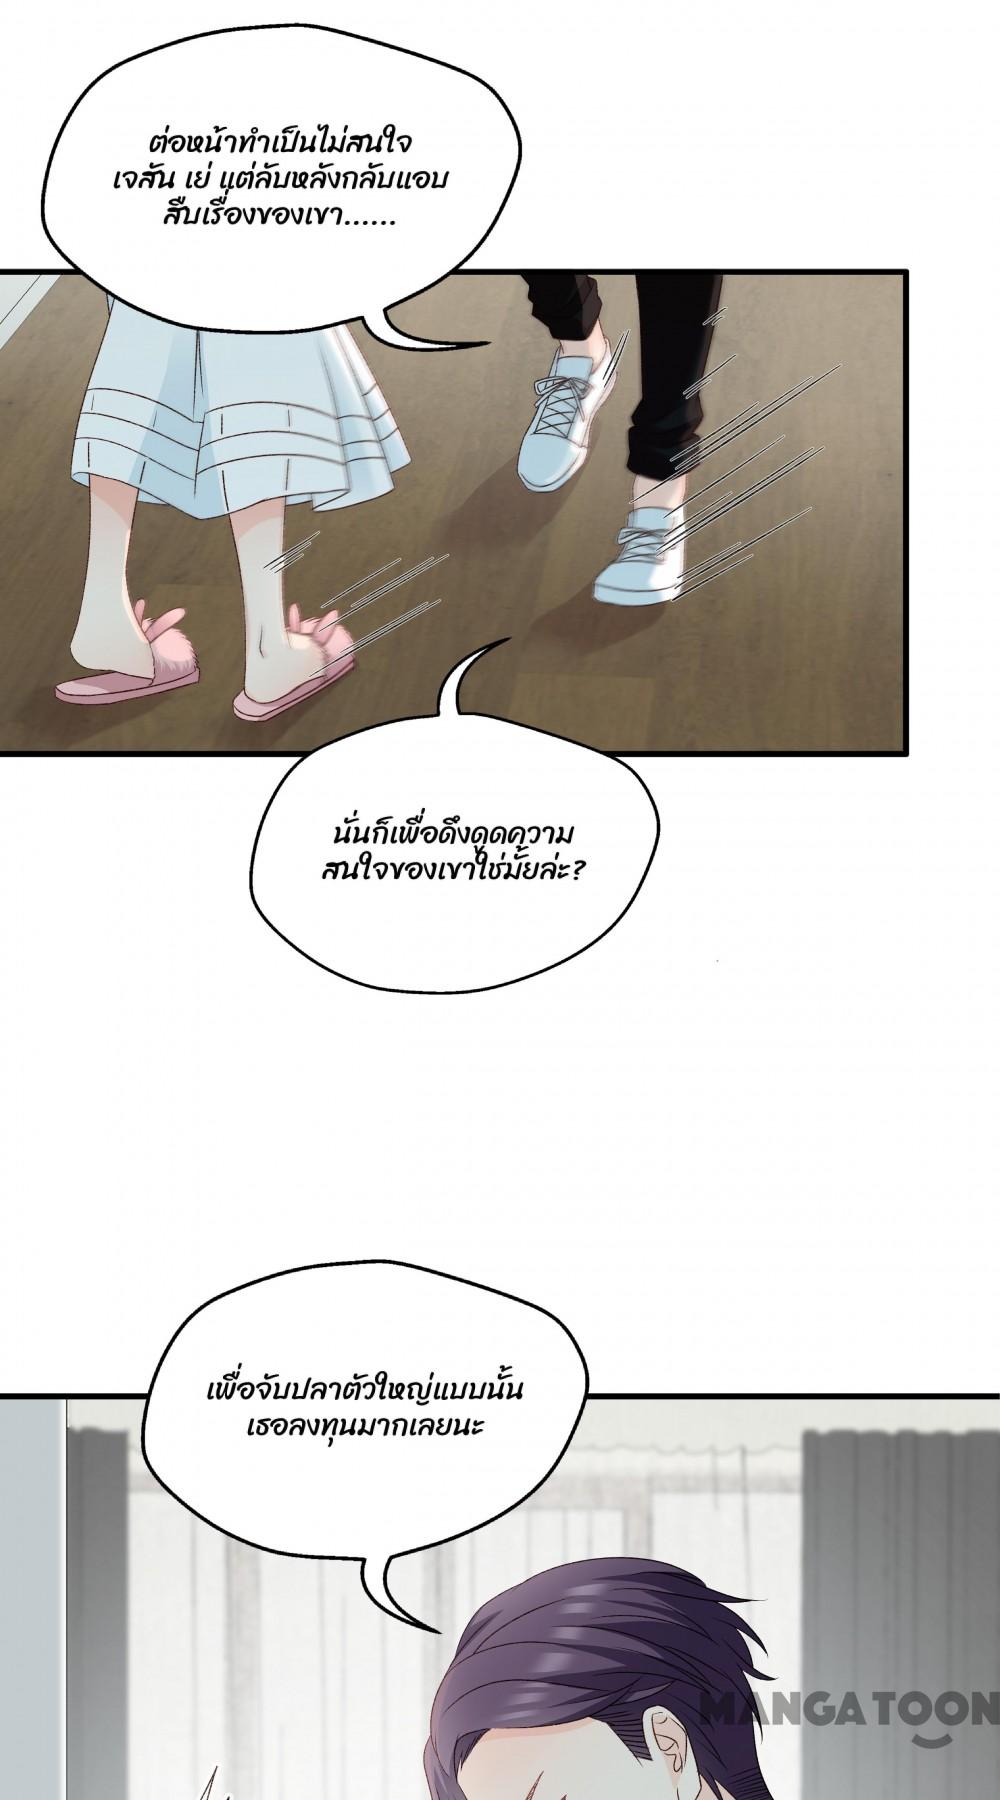 ต่อหน้าทำเป็นไม่สนใจ
เจสัน เย่ แต่ลับหลังกลับแอบ
สืบเรื่องของเขา......
นั่นก็เพื่อดึงดูดความ
สนใจของเขาใช่มั้ยล่ะ?
เพื่อจับปลาตัวใหญ่แบบนั้น
เธอลงทุนมากเลยนะ
MANGATOON